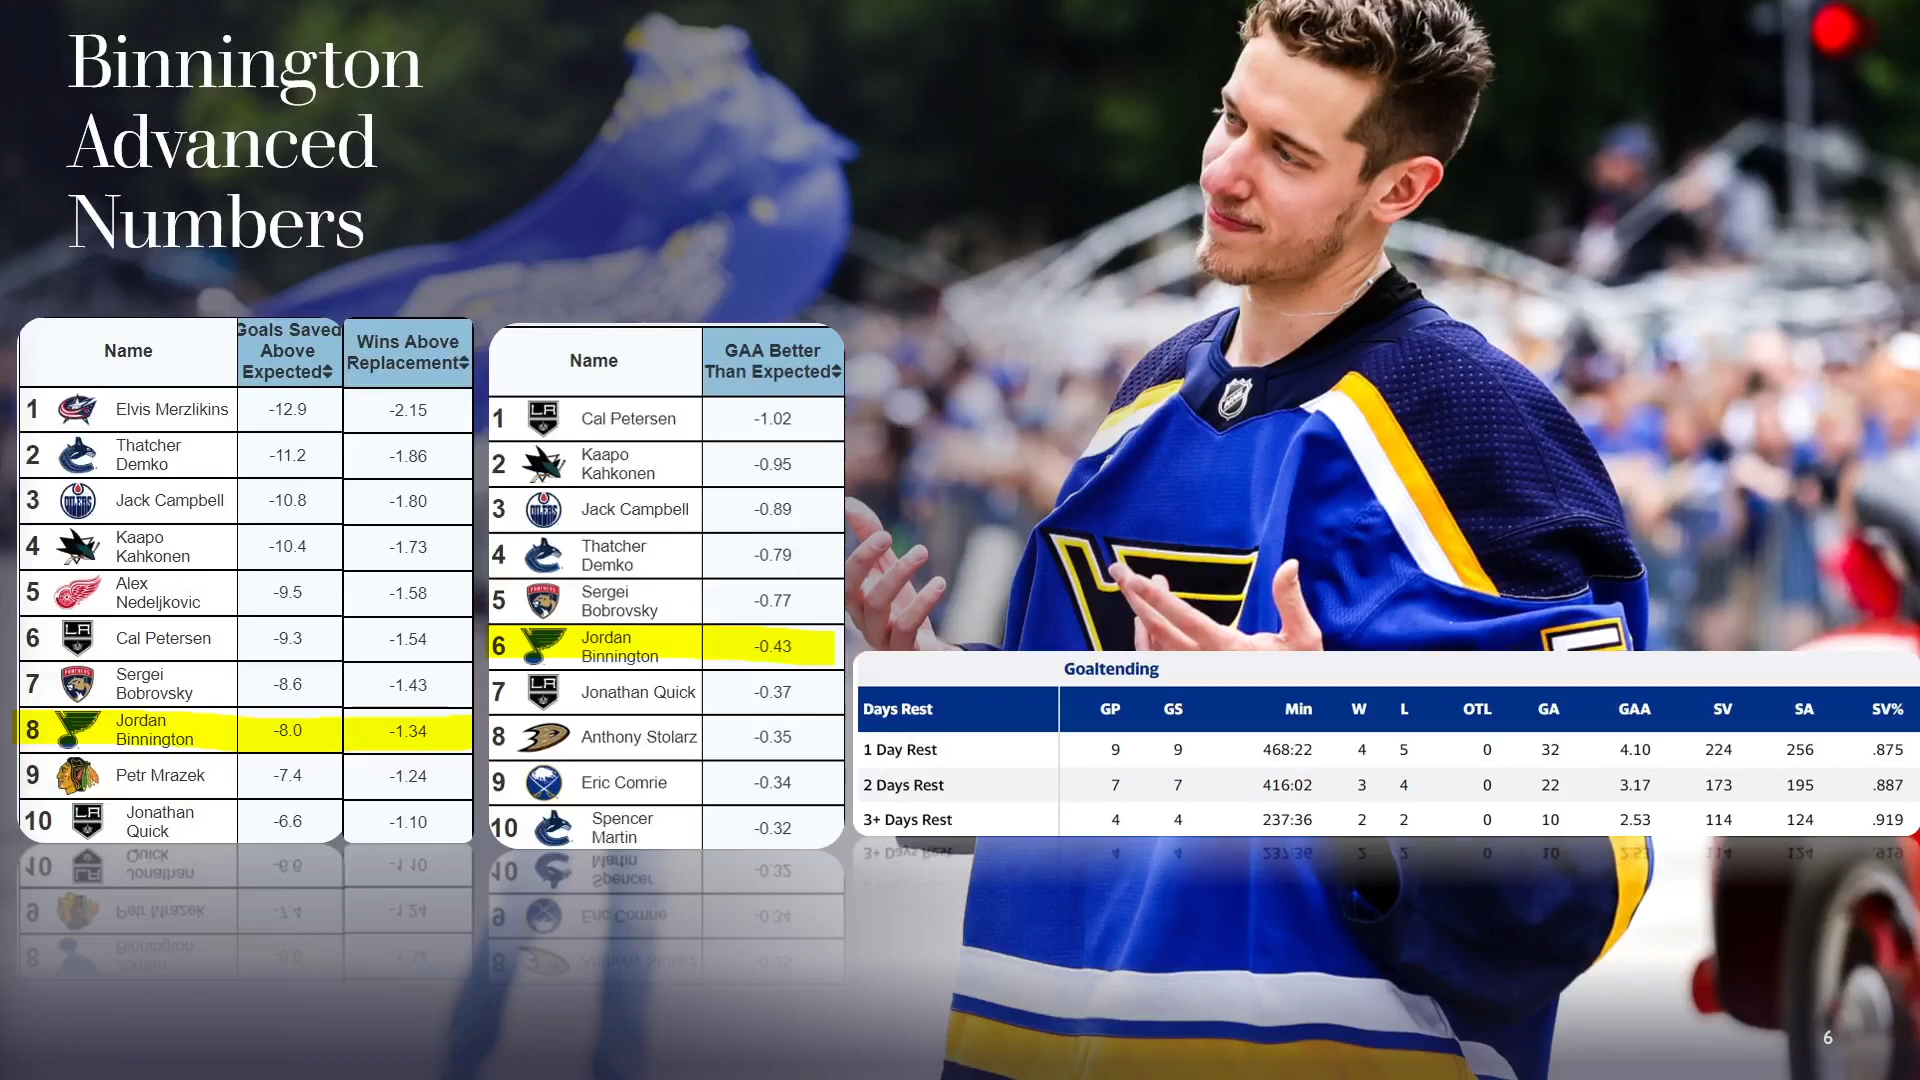 Binnington
Advanced
Numbers
Name Goals Saved Above Expected Wins Above Replacement
1 Elvis Merzlikins -12.9 -2.15
2 Thatcher Demko -11.2 -1.86
3 Jack Campbell -10.8 -1.80
4 Kaapo Kahkonen -10.4 -1.73
5 Alex Nedeljkovic -9.5 -1.58
6 Cal Petersen -9.3 -1.54
7 Sergei Bobrovsky -8.6 -1.43
8 Jordan Binnington -8.0 -1.34
9 Petr Mrazek -7.4 -1.24
10 Jonathan Quick -6.6 -1.10
Name GAA Better Than Expected
1 Cal Petersen -1.02
2 Kaapo Kahkonen -0.95
3 Jack Campbell -0.89
4 Thatcher Demko -0.79
5 Sergei Bobrovsky -0.77
6 Jordan Binnington -0.43
7 Jonathan Quick -0.37
8 Anthony Stolarz -0.35
9 Eric Comrie -0.34
10 Spencer Martin -0.32
Goaltending
Days Rest GP GS Min W L OTL GA GAA SV SA SV%
1 Day Rest 9 9 468:22 4 5 0 32 4.10 224 256 .875
2 Days Rest 7 7 416:02 3 4 0 22 3.17 173 195 .887
3+ Days Rest 4 4 237:36 2 2 0 10 2.53 114 124 .919
6